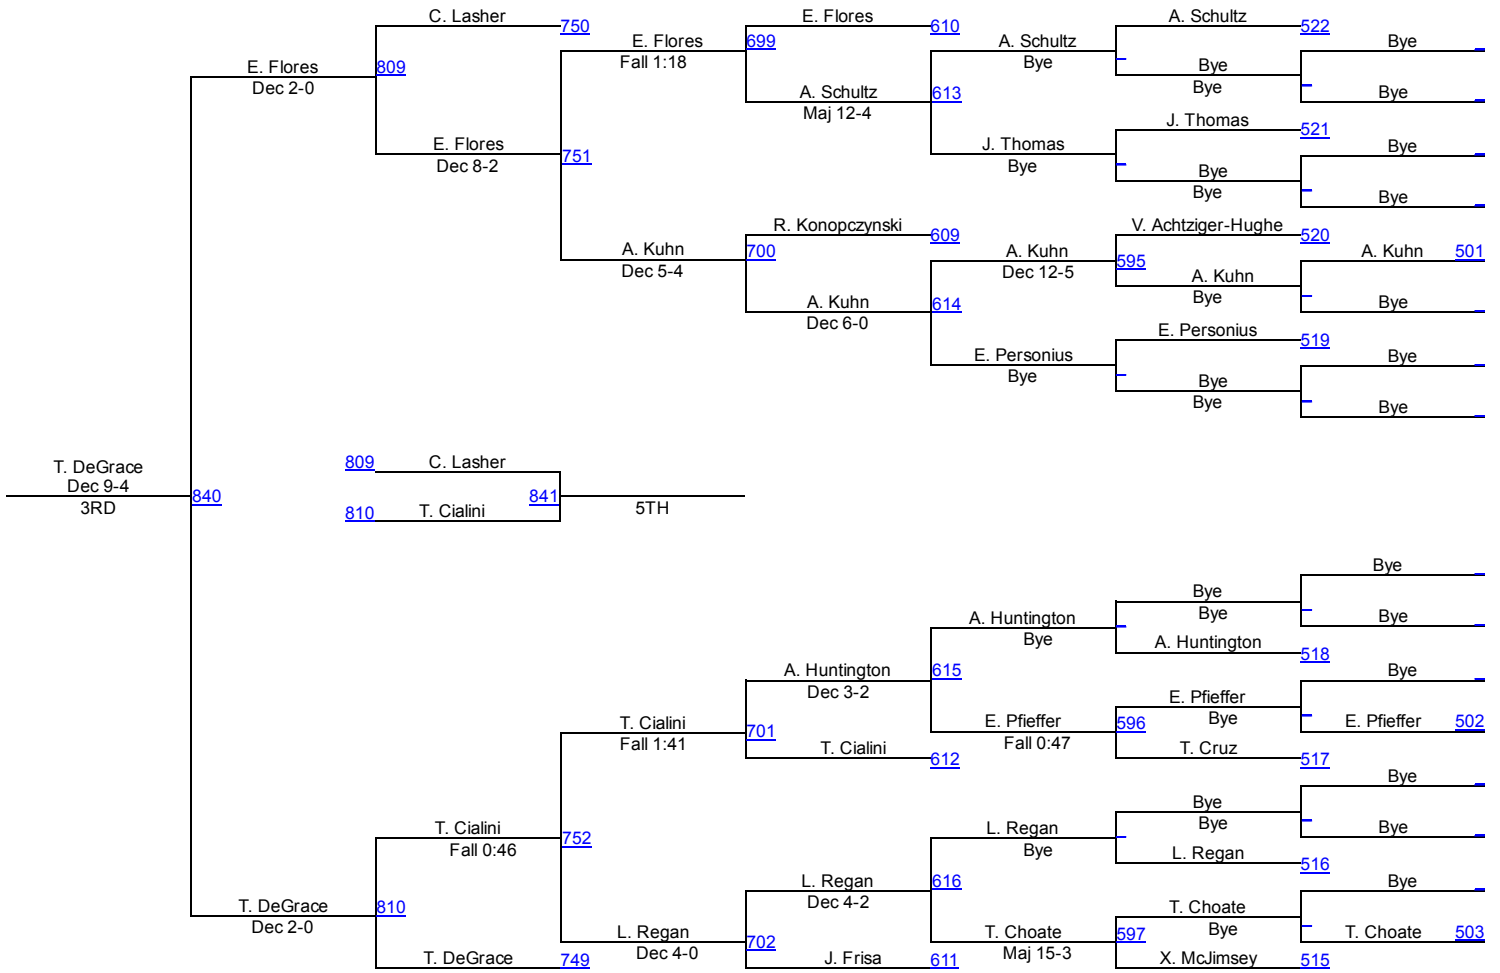 C. Lasher 750
E. Flores 610
A. Schultz 522
E. Flores 699
Fall 1:18
A. Schultz
Bye
Bye
E. Flores 809
Dec 2-0
Bye
Bye
A. Schultz 613
Maj 12-4
Bye
J. Thomas 521
E. Flores 751
Dec 8-2
J. Thomas
Bye
Bye
Bye
Bye
Bye
R. Konopczynski 609
V. Achtziger-Hughe 520
A. Kuhn 700
Dec 5-4
A. Kuhn 595
Dec 12-5
A. Kuhn 501
A. Kuhn
Bye
A. Kuhn 614
Dec 6-0
Bye
E. Personius 519
E. Personius
Bye
Bye
Bye
Bye
Bye
T. DeGrace
Dec 9-4
3RD
840
809 C. Lasher
841
5TH
810 T. Cialini
Bye
Bye
Bye
A. Huntington
Bye
Bye
A. Huntington 518
A. Huntington 615
Dec 3-2
Bye
E. Pfieffer
Bye
T. Cialini 701
Fall 1:41
E. Pfieffer 596
Fall 0:47
E. Pfieffer 502
T. Cialini 612
T. Cruz 517
Bye
Bye
Bye
T. Cialini 752
Fall 0:46
L. Regan
Bye
Bye
L. Regan 516
L. Regan 616
Dec 4-2
Bye
T. DeGrace 810
Dec 2-0
T. Choate
Bye
L. Regan 702
Dec 4-0
T. Choate 597
Maj 15-3
T. Choate 503
T. DeGrace 749
J. Frisa 611
X. McJimsey 515